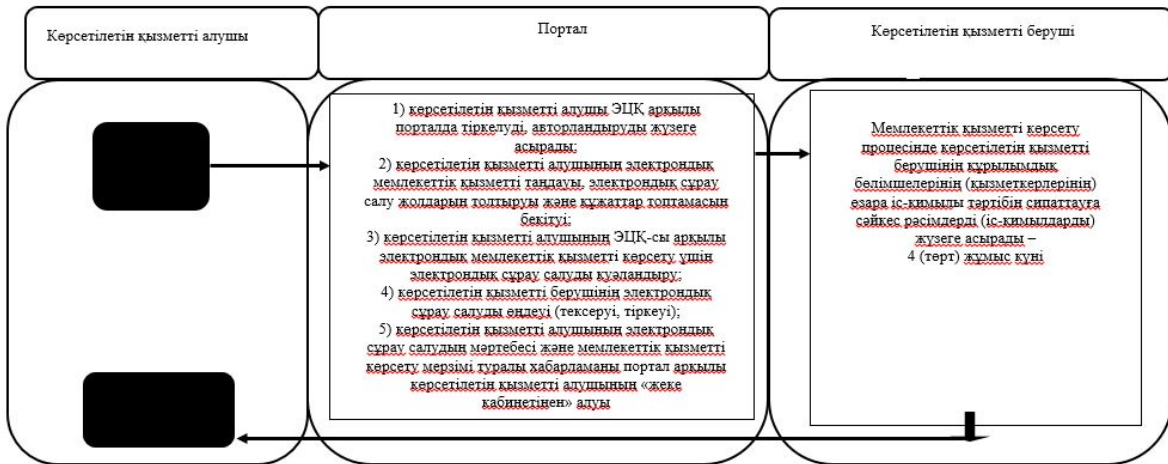 Көрсетілетін қызметті алушы
Портал
Көрсетілетін қызметті беруші
1) көрсетілетін қызметті алушы ЭЦҚ арқылы
порталда тіркелуді, авторландыруды жүзеге
асырады;
2) көрсетілетін қызметті алушының электрондық
мемлекеттік қызметті таңдауы, электрондық сұрау
салу жолдарын толтыруы және құжаттар топтамасын
бекітуі;
3) көрсетілетін қызметті алушының ЭЦҚ-сы арқылы
электрондық мемлекеттік қызметті көрсету үшін
электрондық сұрау салуды куәландыру;
4) көрсетілетін қызметті берушінің электрондық
сұрау салуды өңдеуі (тексеруі, тіркеуі);
5) көрсетілетін қызметті алушының электрондық
сұрау салудың мәртебесі және мемлекеттік қызметті
көрсету мерзімі туралы хабарламаны портал арқылы
көрсетілетін қызметті алушының «жеке
кабинетінен» алуы
Мемлекеттік қызметті көрсету
процесінде көрсетілетін қызметті
берушінің құрылымдық
бөлімшелерінің (қызметкерлерінің)
өзара іс-қимылы тәртібін сипаттауға
сәйкес рәсімдерді (іс-қимылдарды)
жүзеге асырады –
4 (төрт) жұмыс күні